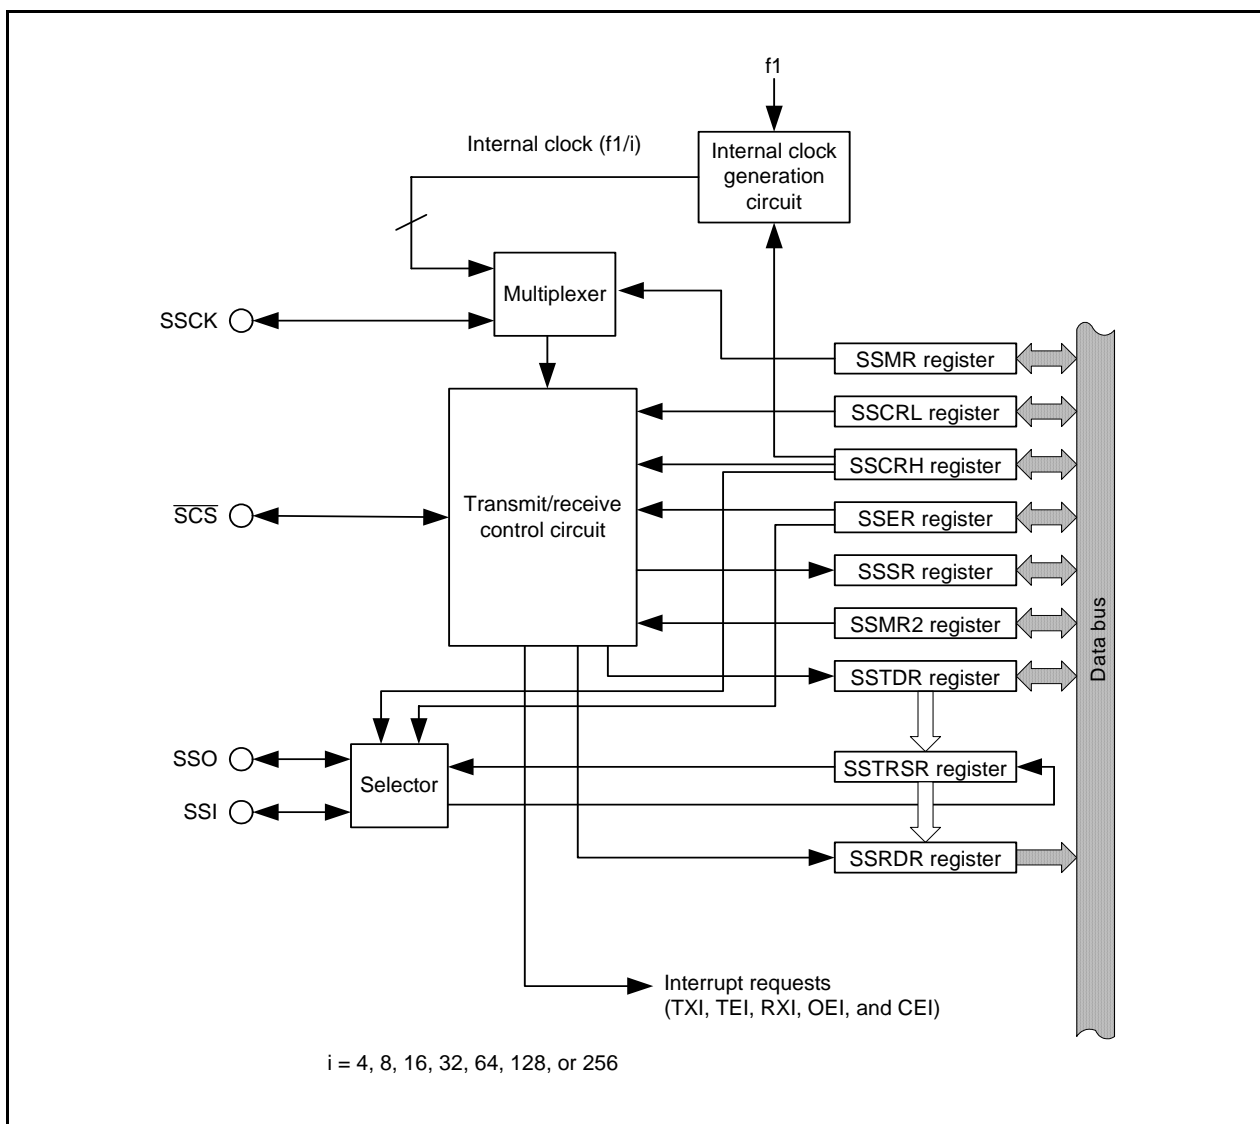 f1
Internal clock (f1/i)
Internal clock
generation
circuit
Multiplexer
SSCK
SSMR register
SSCRL register
SSCRH register
SCS
Transmit/receive
control circuit
SSER register
SSSR register
SSMR2 register
SSTDR register
Data bus
SSO
SSI
Selector
SSTRSR register
SSRDR register
Interrupt requests
(TXI, TEI, RXI, OEI, and CEI)
i = 4, 8, 16, 32, 64, 128, or 256